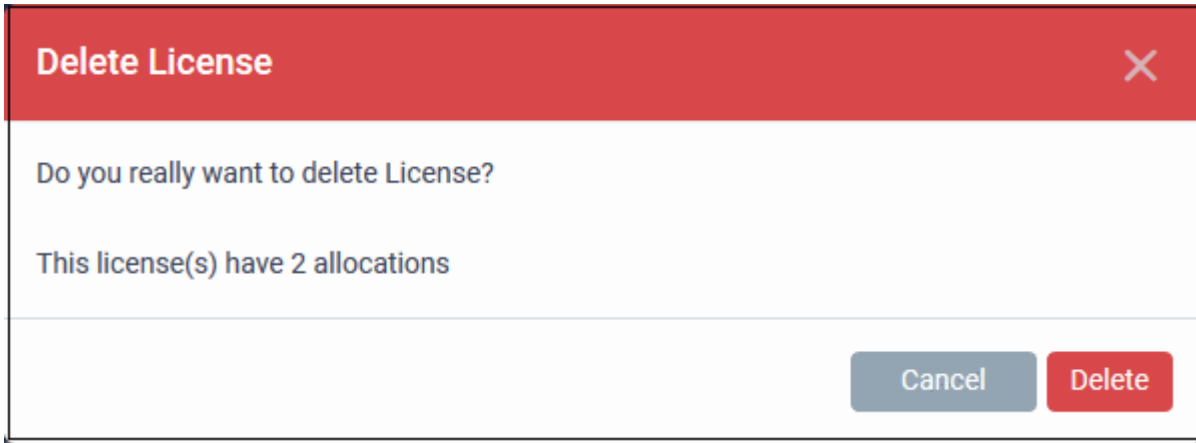 Delete License
Do you really want to delete License?
This license(s) have 2 allocations
Cancel Delete